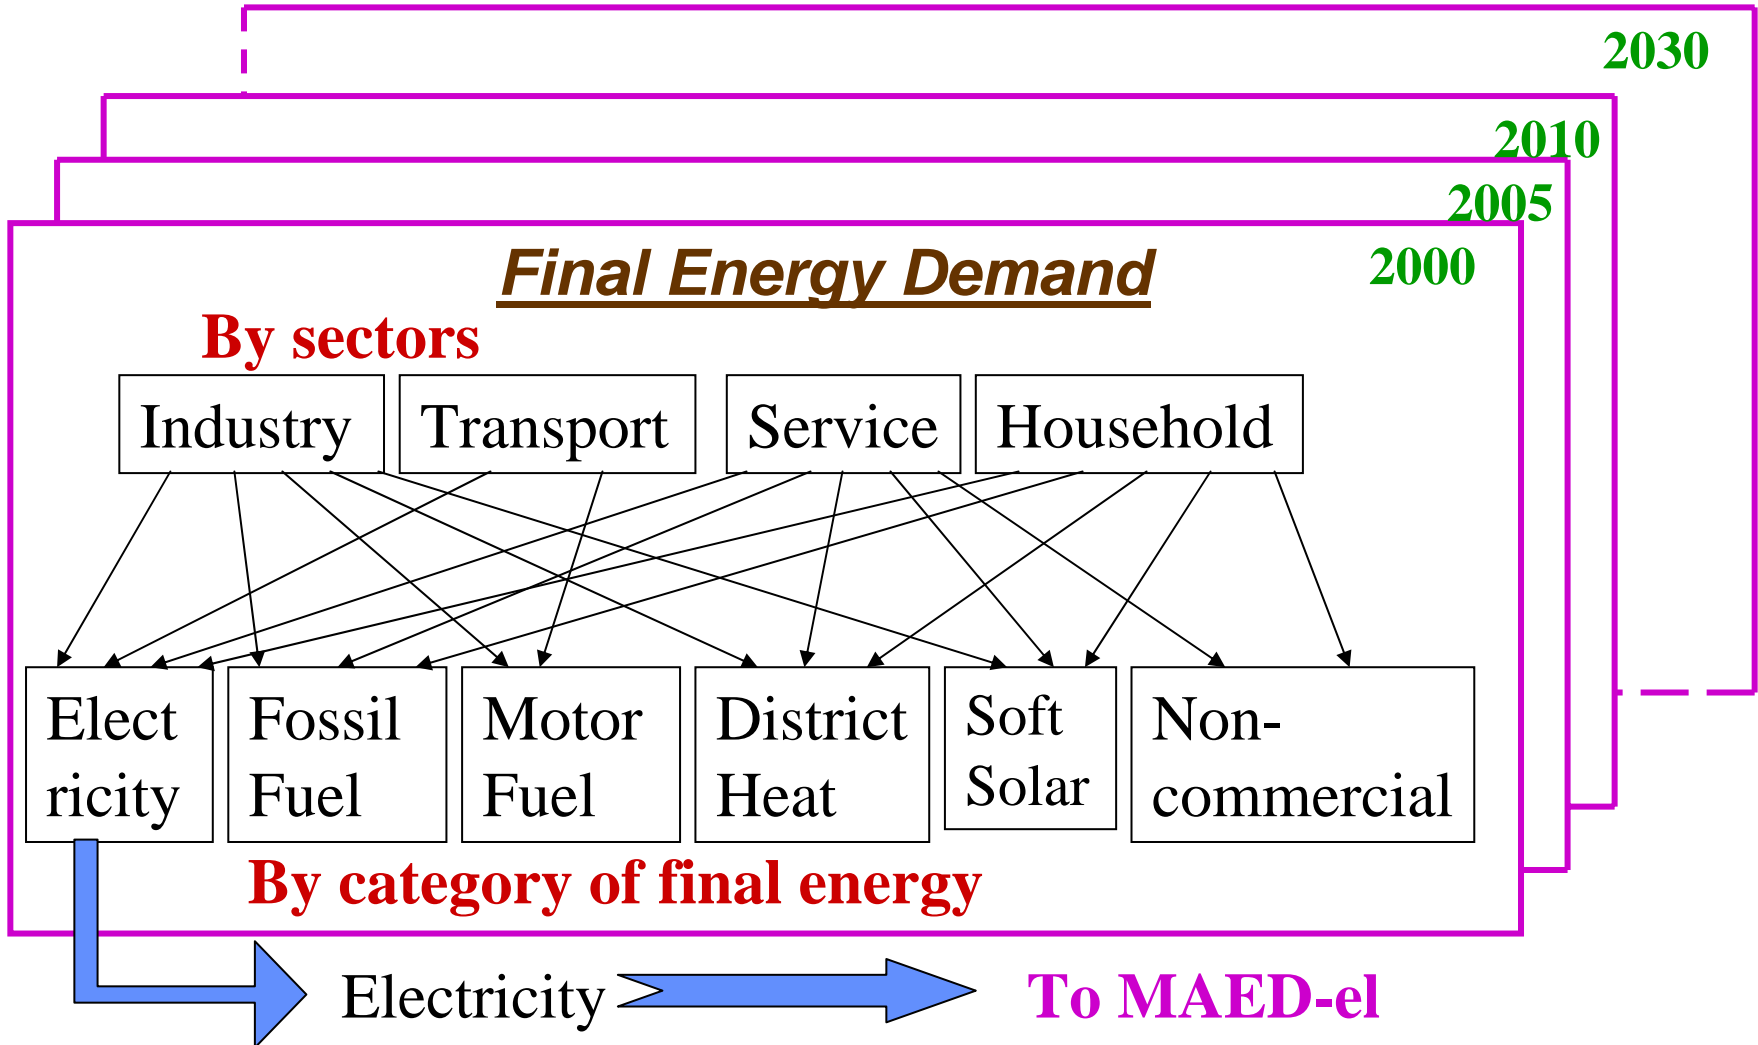 2030
2010
2005
2000
Final Energy Demand
By sectors
Industry
Transport
Service
Household
Elect
ricity
Fossil
Fuel
Motor
Fuel
District
Heat
Soft
Solar
Non-
commercial
By category of final energy
Electricity
To MAED-el